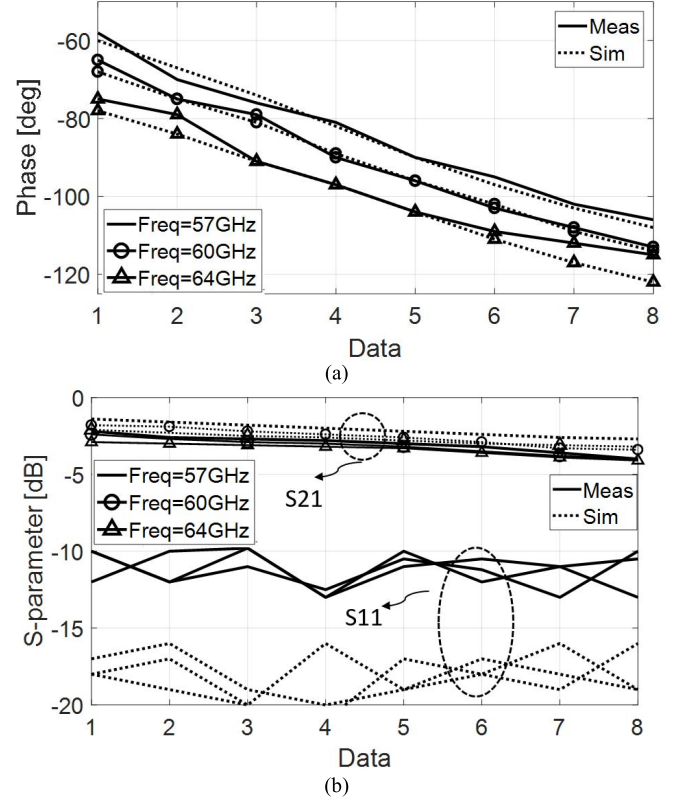 -60
-80
-100
-120
Phase [deg]
Meas
Sim
Freq=57GHz
Freq=60GHz
Freq=64GHz
1 2 3 4 5 6 7 8
Data
(a)
0
-5
-10
-15
-20
S-parameter [dB]
Freq=57GHz
Freq=60GHz
Freq=64GHz
S21
Meas
Sim
S11
1 2 3 4 5 6 7 8
Data
(b)